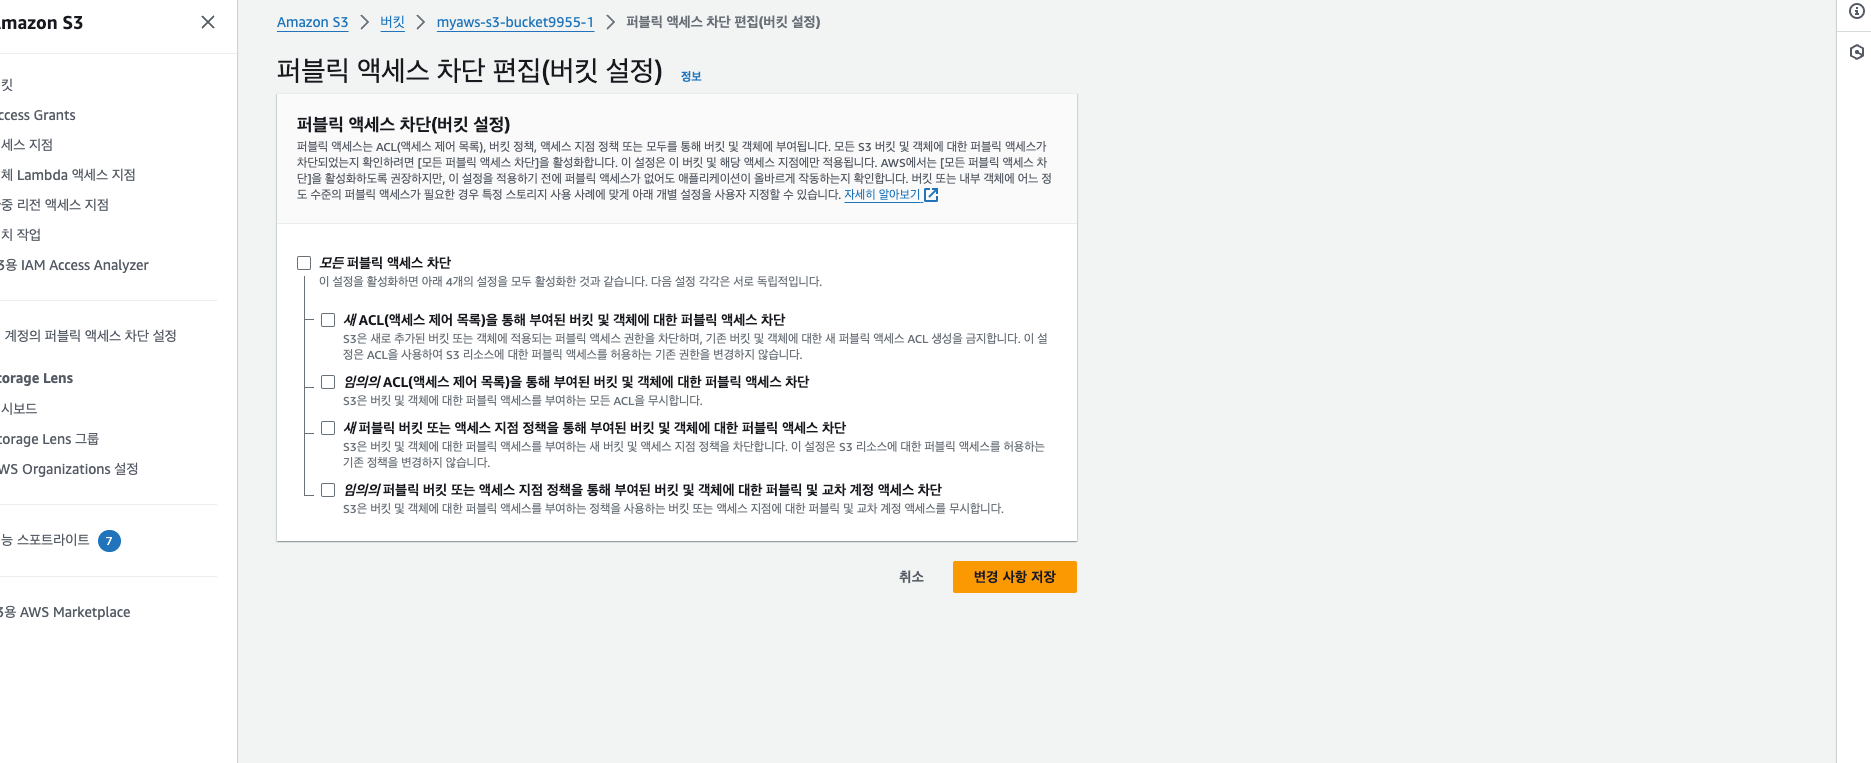 mazon S3
킷
ccess Grants
세스 지점
체 Lambda 액세스 지점
중 리전 액세스 지점
치 작업
3용 IAM Access Analyzer
계정의 퍼블릭 액세스 차단 설정
torage Lens
시보드
torage Lens 그룹
WS Organizations 설정
능 스포트라이트 7
3용 AWS Marketplace
Amazon S3 > 버킷 > myaws-s3-bucket9955-1 > 퍼블릭 액세스 차단 편집(버킷 설정)
퍼블릭 액세스 차단 편집(버킷 설정) 정보
퍼블릭 액세스 차단(버킷 설정)
퍼블릭 액세스는 ACL(액세스 제어 목록), 버킷 정책, 액세스 지점 정책 또는 모두를 통해 버킷 및 객체에 부여됩니다. 모든 S3 버킷 및 객체에 대한 퍼블릭 액세스가
차단되었는지 확인하려면 [모든 퍼블릭 액세스 차단]을 활성화합니다. 이 설정은 이 버킷 및 해당 액세스 지점에만 적용됩니다. AWS에서는 [모든 퍼블릭 액세스 차
단]을 활성화하도록 권장하지만, 이 설정을 적용하기 전에 퍼블릭 액세스가 없어도 애플리케이션이 올바르게 작동하는지 확인합니다. 버킷 또는 내부 객체에 어느 정
도 수준의 퍼블릭 액세스가 필요한 경우 특정 스토리지 사용 사례에 맞게 아래 개별 설정을 사용자 지정할 수 있습니다. 자세히 알아보기
모든 퍼블릭 액세스 차단
이 설정을 활성화하면 아래 4개의 설정을 모두 활성화한 것과 같습니다. 다음 설정 각각은 서로 독립적입니다.
새 ACL(액세스 제어 목록)을 통해 부여된 버킷 및 객체에 대한 퍼블릭 액세스 차단
S3은 새로 추가된 버킷 또는 객체에 적용되는 퍼블릭 액세스 권한을 차단하며, 기존 버킷 및 객체에 대한 새 퍼블릭 액세스 ACL 생성을 금지합니다. 이 설
정은 ACL을 사용하여 S3 리소스에 대한 퍼블릭 액세스를 허용하는 기존 권한을 변경하지 않습니다.
임의의 ACL(액세스 제어 목록)을 통해 부여된 버킷 및 객체에 대한 퍼블릭 액세스 차단
S3은 버킷 및 객체에 대한 퍼블릭 액세스를 부여하는 모든 ACL을 무시합니다.
새 퍼블릭 버킷 또는 액세스 지점 정책을 통해 부여된 버킷 및 객체에 대한 퍼블릭 액세스 차단
S3은 버킷 및 객체에 대한 퍼블릭 액세스를 부여하는 새 버킷 및 액세스 지점 정책을 차단합니다. 이 설정은 S3 리소스에 대한 퍼블릭 액세스를 허용하는
기존 정책을 변경하지 않습니다.
임의의 퍼블릭 버킷 또는 액세스 지점 정책을 통해 부여된 버킷 및 객체에 대한 퍼블릭 및 교차 계정 액세스 차단
S3은 버킷 및 객체에 대한 퍼블릭 액세스를 부여하는 정책을 사용하는 버킷 또는 액세스 지점에 대한 퍼블릭 및 교차 계정 액세스를 무시합니다.
취소 변경 사항 저장